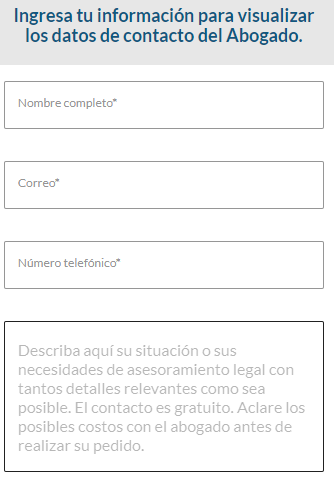 Ingresa tu información para visualizar
los datos de contacto del Abogado.
Nombre completo*
Correo*
Número telefónico*
Describa aquí su situación o sus
necesidades de asesoramiento legal con
tantos detalles relevantes como sea
posible. El contacto es gratuito. Aclare los
posibles costos con el abogado antes de
realizar su pedido.